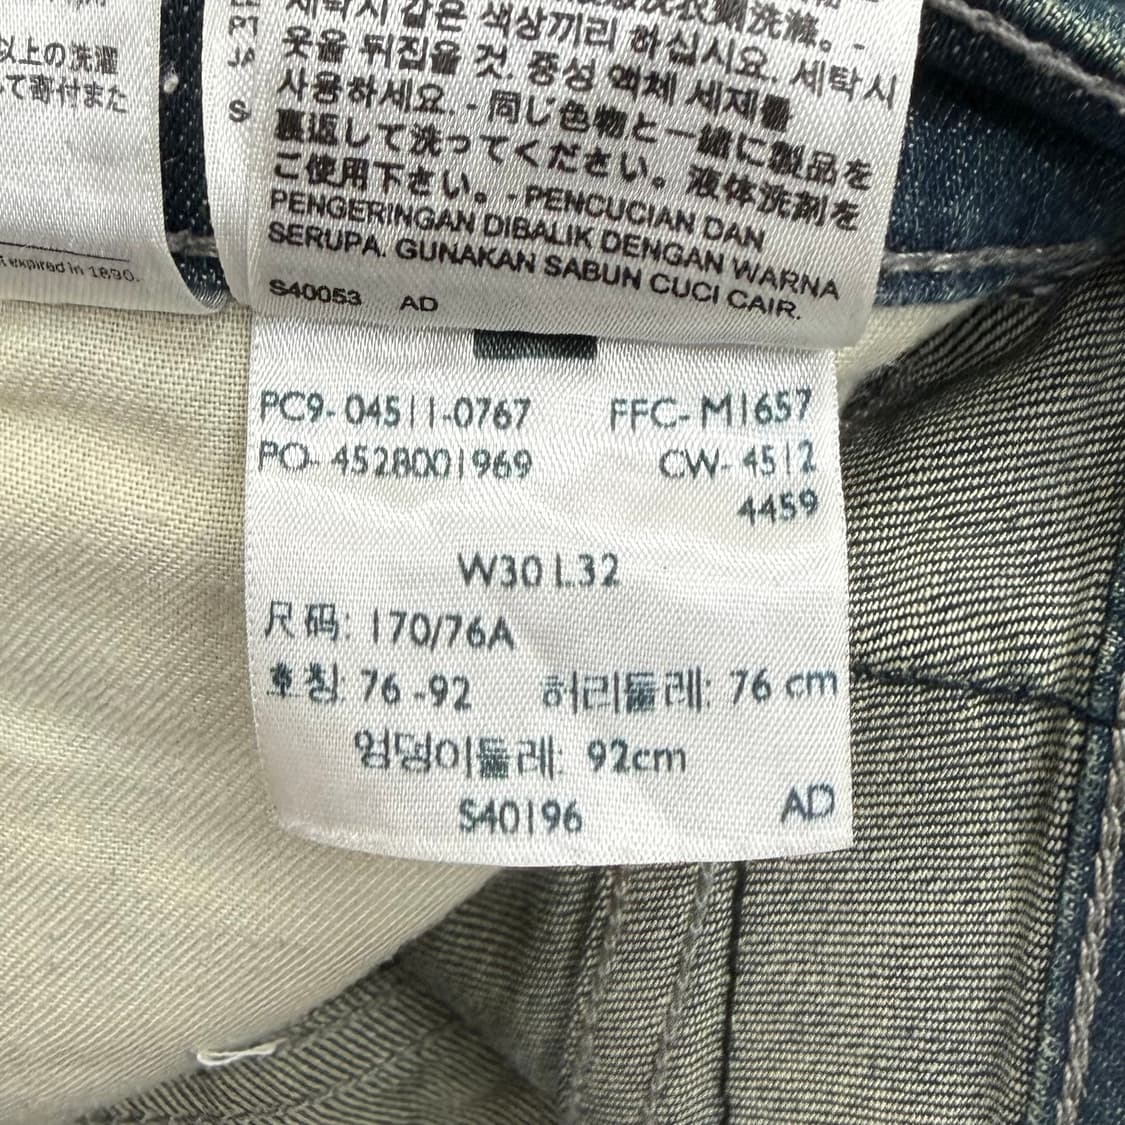 以上の洗濯
て寄付また
expired in 1890.
세탁시 같은 색상끼리 하십시요. 세탁시
옷을 뒤집을 것. 중성 액체 세제를
사용하세요. - 同じ色物と一緒に製品を
裏返して洗ってください。液体洗剤を
ご使用下さい。- PENCUCIAN DAN
PENGERINGAN DIBALIK DENGAN WARNA
SERUPA. GUNAKAN SABUN CUCI CAIR.
S40053 AD
PC9-04511-0767 FFC-M1657
PO-4528001969 CW-4512
4459
W30 L32
尺码: 170/76A
호칭 76-92 허리둘레: 76 cm
엉덩이둘레: 92cm
S40196 AD